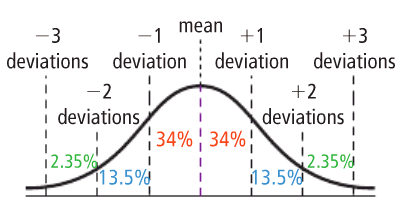 mean
−3 deviations
−1 deviation
+1 deviation
+3 deviations
−2 deviations
+2 deviations
34%
34%
2.35%
13.5%
13.5%
2.35%